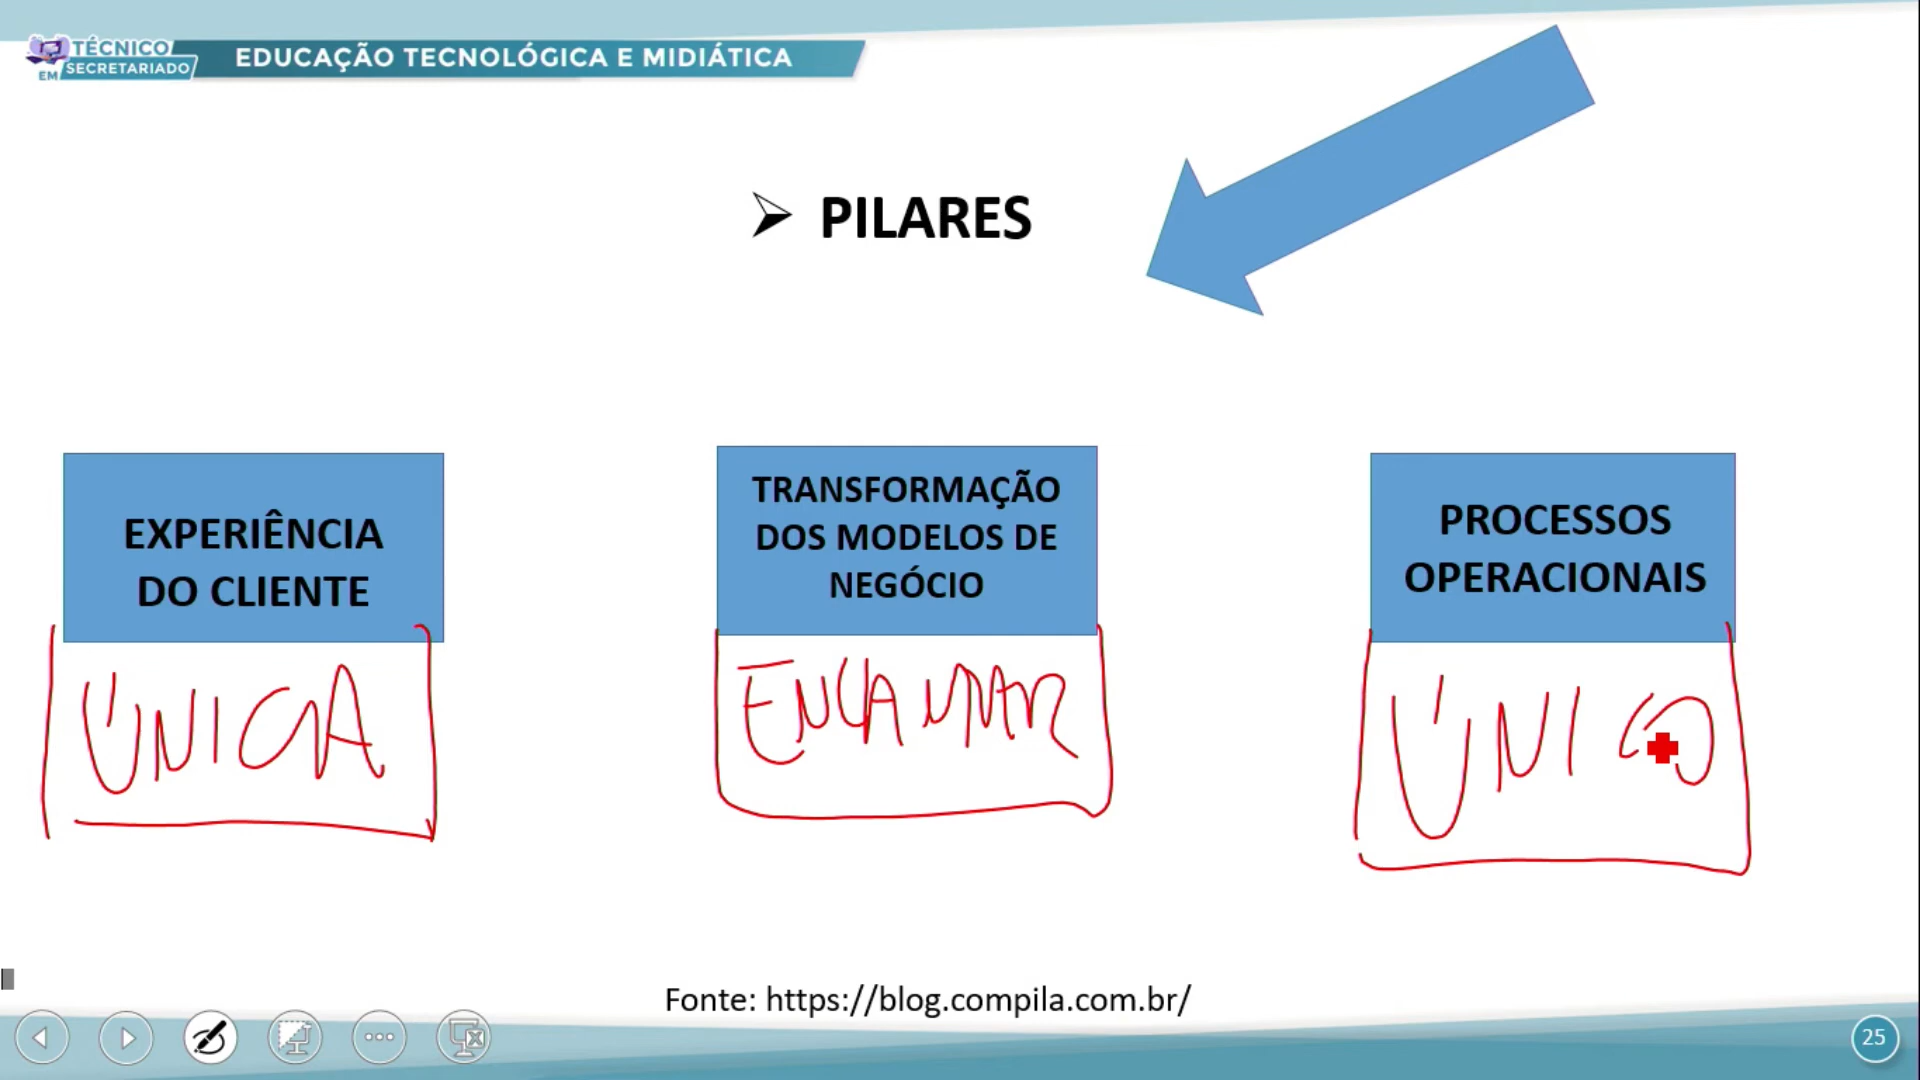 TÉCNICO
EM SECRETARIADO
EDUCAÇÃO TECNOLÓGICA E MIDIÁTICA
➢ PILARES
EXPERIÊNCIA
DO CLIENTE
TRANSFORMAÇÃO
DOS MODELOS DE
NEGÓCIO
PROCESSOS
OPERACIONAIS
ÚNICA
ÚNICO
Fonte: https://blog.compila.com.br/
25